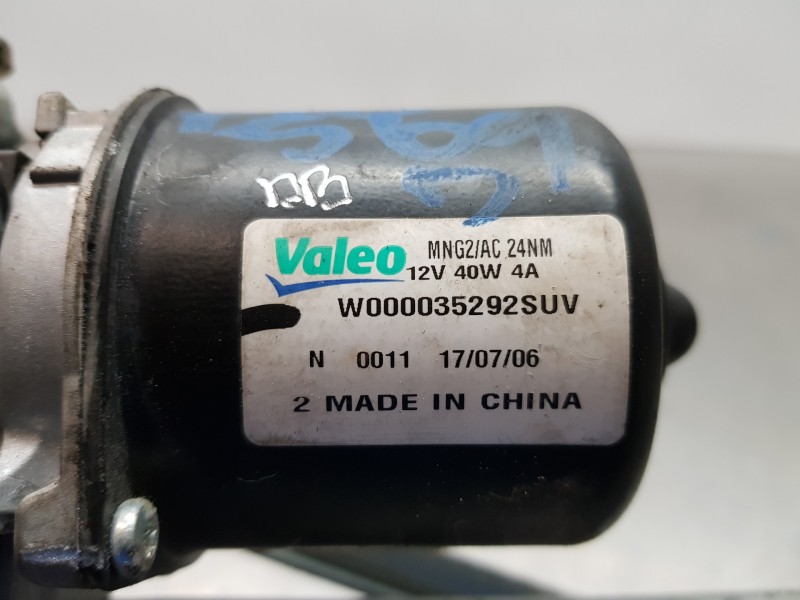 Valeo MNG2/AC 24NM
12V 40W 4A
W000035292SUV
N 0011 17/07/06
2 MADE IN CHINA